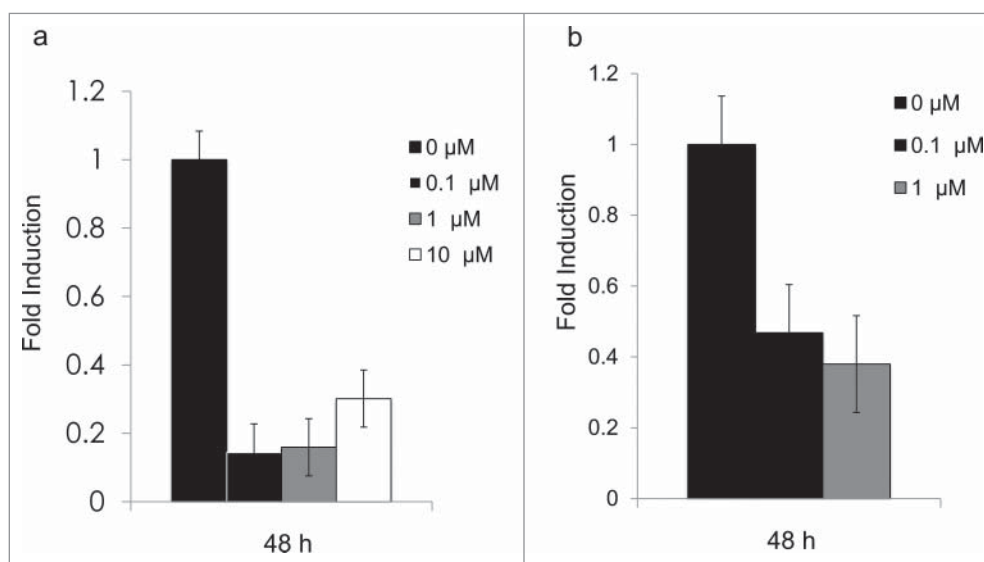 a
Fold Induction
1.2
1
0.8
0.6
0.4
0.2
0
48 h
0 µM
0.1 µM
1 µM
10 µM
b
Fold Induction
1.2
1
0.8
0.6
0.4
0.2
0
48 h
0 µM
0.1 µM
1 µM